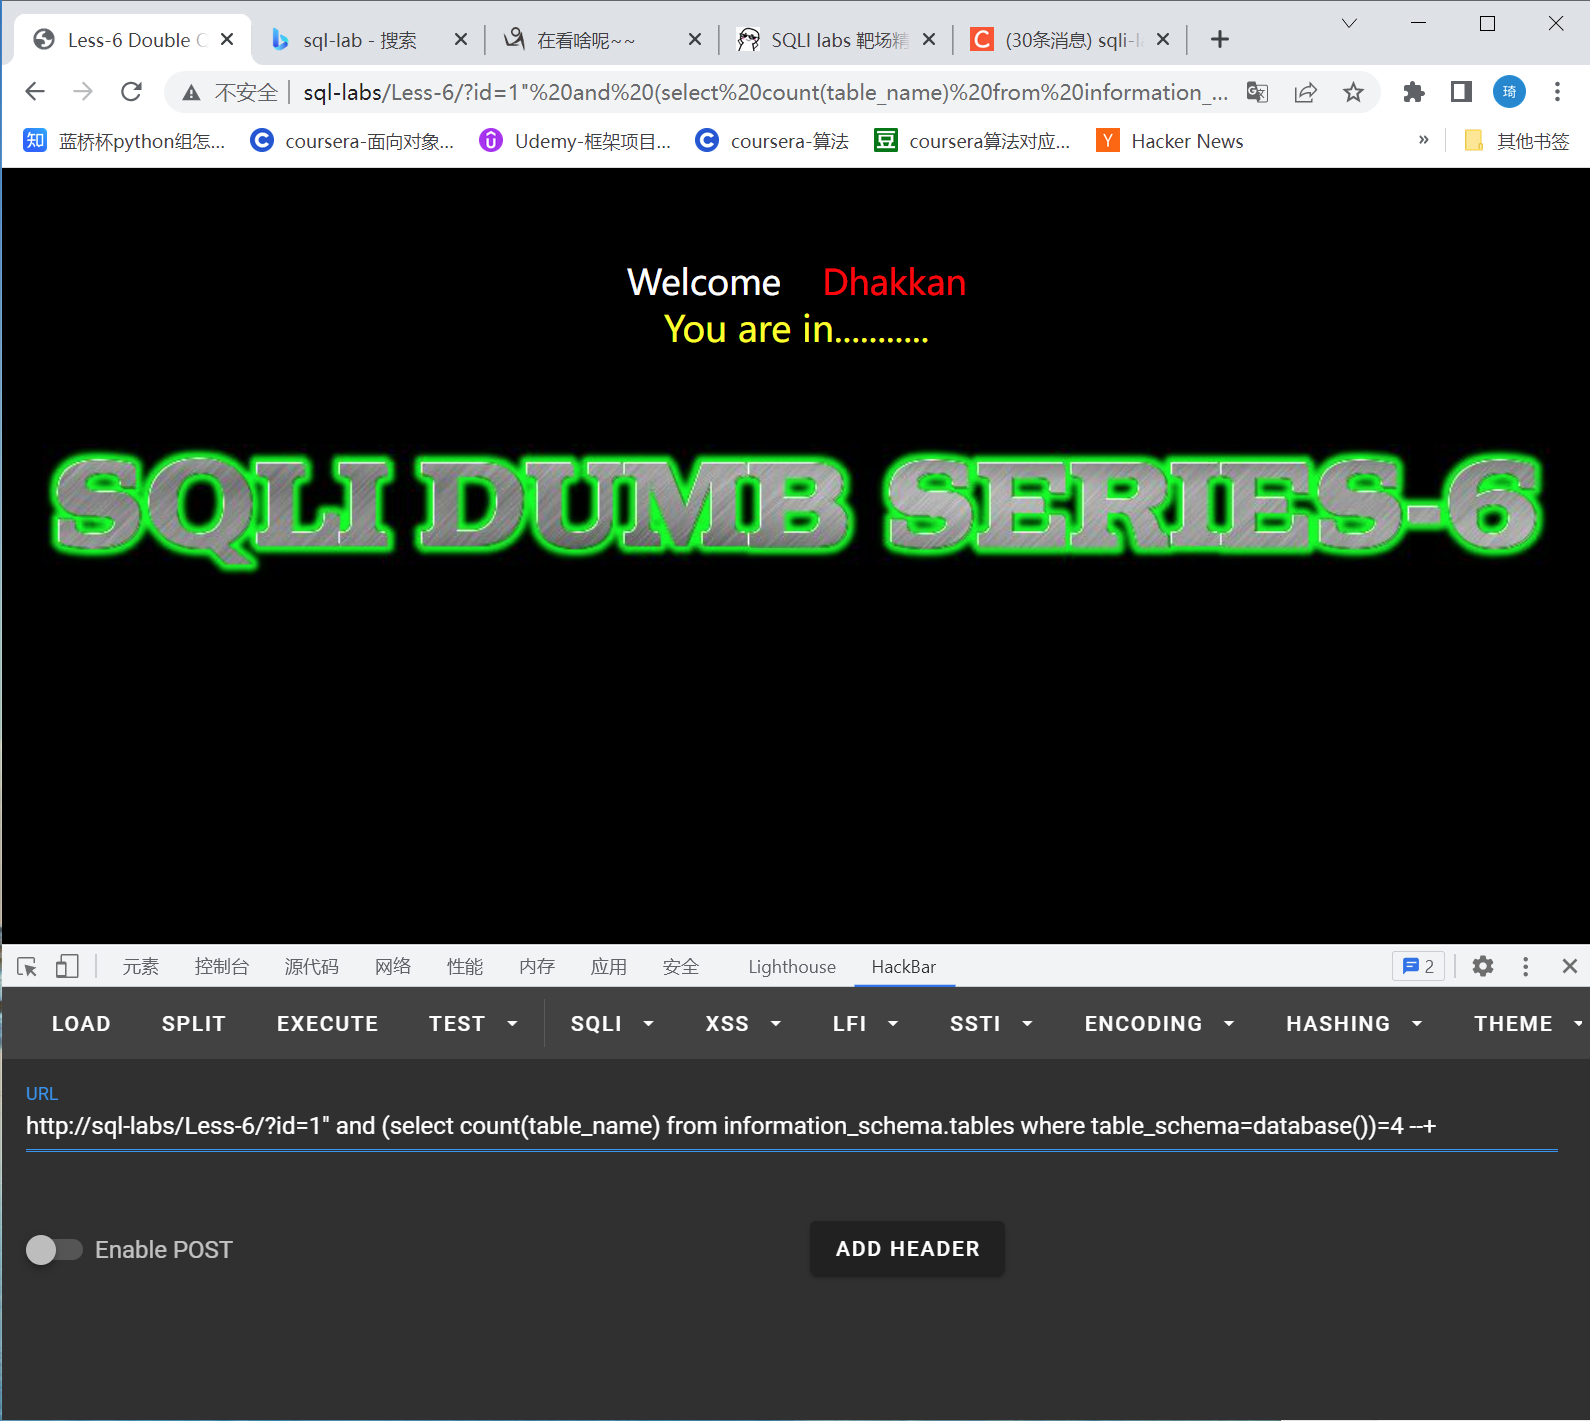 Less-6 Double
sql-lab - 搜索
在看啥呢~~
SQLI labs 靶场精
(30条消息) sqli-l
不安全
sql-labs/Less-6/?id=1"%20and%20(select%20count(table_name)%20from%20information_...
琦
知 蓝桥杯python组怎...
coursera-面向对象...
Udemy-框架项目...
coursera-算法
豆 coursera算法对应...
Y Hacker News
»
其他书签
Welcome Dhakkan
You are in...........
SQLI DUMB SERIES-6
元素 控制台 源代码 网络 性能 内存 应用 安全 Lighthouse HackBar 2
LOAD SPLIT EXECUTE TEST SQLI XSS LFI SSTI ENCODING HASHING THEME
URL
http://sql-labs/Less-6/?id=1" and (select count(table_name) from information_schema.tables where table_schema=database())=4 --+
Enable POST
ADD HEADER